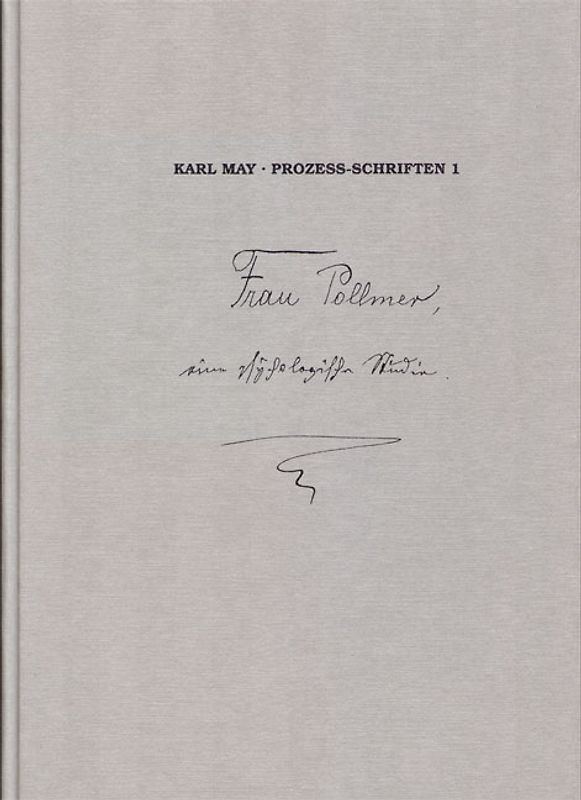 KARL MAY · PROZESS-SCHRIFTEN 1
Frau Pollmer,
eine psychologische Studie.